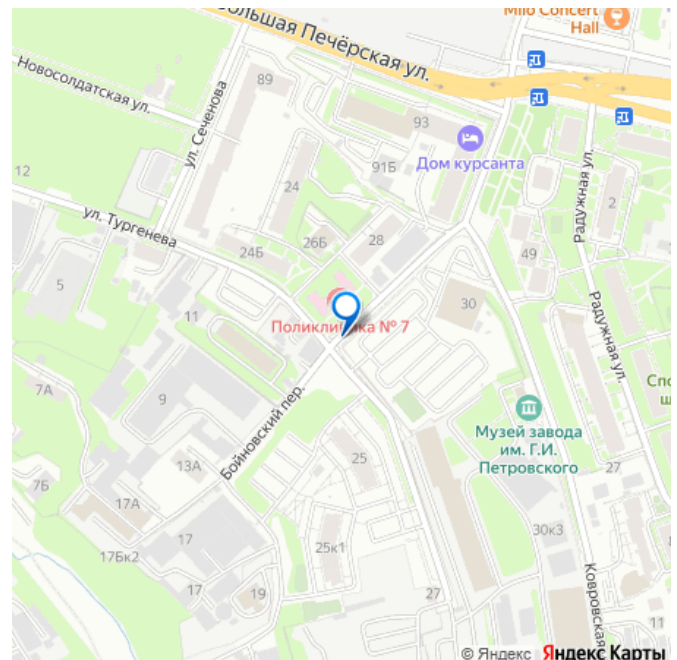 Milo Concert
Hall
Большая Печёрская ул.
Новосолдатская ул.
ул. Сеченова
89
93
Дом курсанта
91Б
12
24
Радужная ул.
2
ул. Тургенева
24Б
26Б
28
49
5
30
Радужная ул.
11
Поликлиника № 7
7А
9
Спо
ш
Музей завода
им. Г.И.
Петровского
Бойновский пер.
13А
25
27
7Б
17А
17
25к1
30к3
17Бк2
17
19
27
Ковровская
11
© Яндекс Яндекс Карты